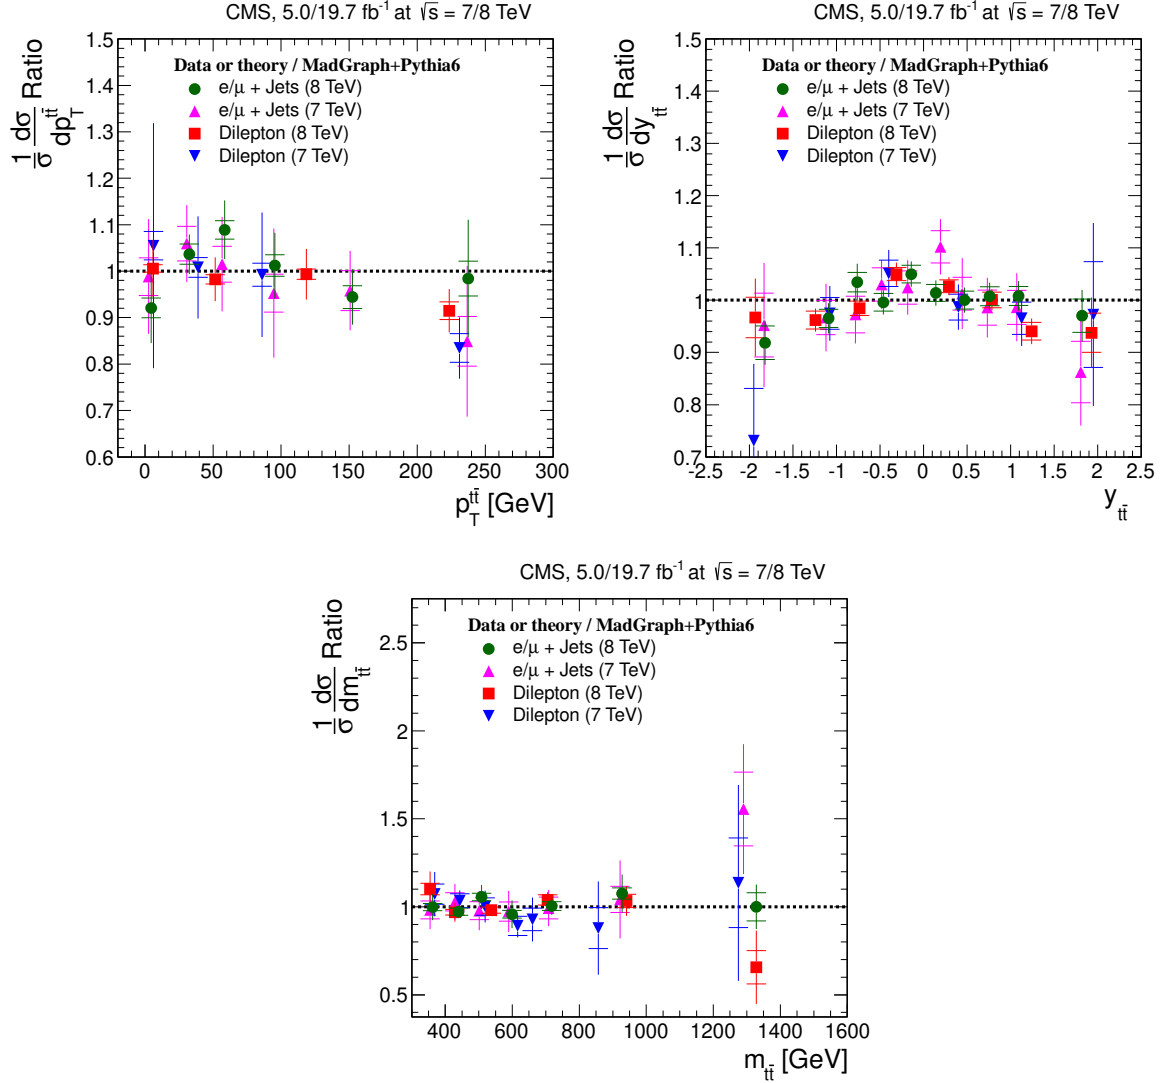 CMS, 5.0/19.7 fb⁻¹ at √s = 7/8 TeV
1/σ dσ/dp_T^{tt̄} Ratio
Data or theory / MadGraph+Pythia6
e/μ + Jets (8 TeV)
e/μ + Jets (7 TeV)
Dilepton (8 TeV)
Dilepton (7 TeV)
1.5
1.4
1.3
1.2
1.1
1
0.9
0.8
0.7
0.6
0 50 100 150 200 250 300
p_T^{tt̄} [GeV]
CMS, 5.0/19.7 fb⁻¹ at √s = 7/8 TeV
1/σ dσ/dy_{tt̄} Ratio
Data or theory / MadGraph+Pythia6
e/μ + Jets (8 TeV)
e/μ + Jets (7 TeV)
Dilepton (8 TeV)
Dilepton (7 TeV)
1.5
1.4
1.3
1.2
1.1
1
0.9
0.8
0.7
-2.5 -2 -1.5 -1 -0.5 0 0.5 1 1.5 2 2.5
y_{tt̄}
CMS, 5.0/19.7 fb⁻¹ at √s = 7/8 TeV
1/σ dσ/dm_{tt̄} Ratio
Data or theory / MadGraph+Pythia6
e/μ + Jets (8 TeV)
e/μ + Jets (7 TeV)
Dilepton (8 TeV)
Dilepton (7 TeV)
2.5
2
1.5
1
0.5
400 600 800 1000 1200 1400 1600
m_{tt̄} [GeV]